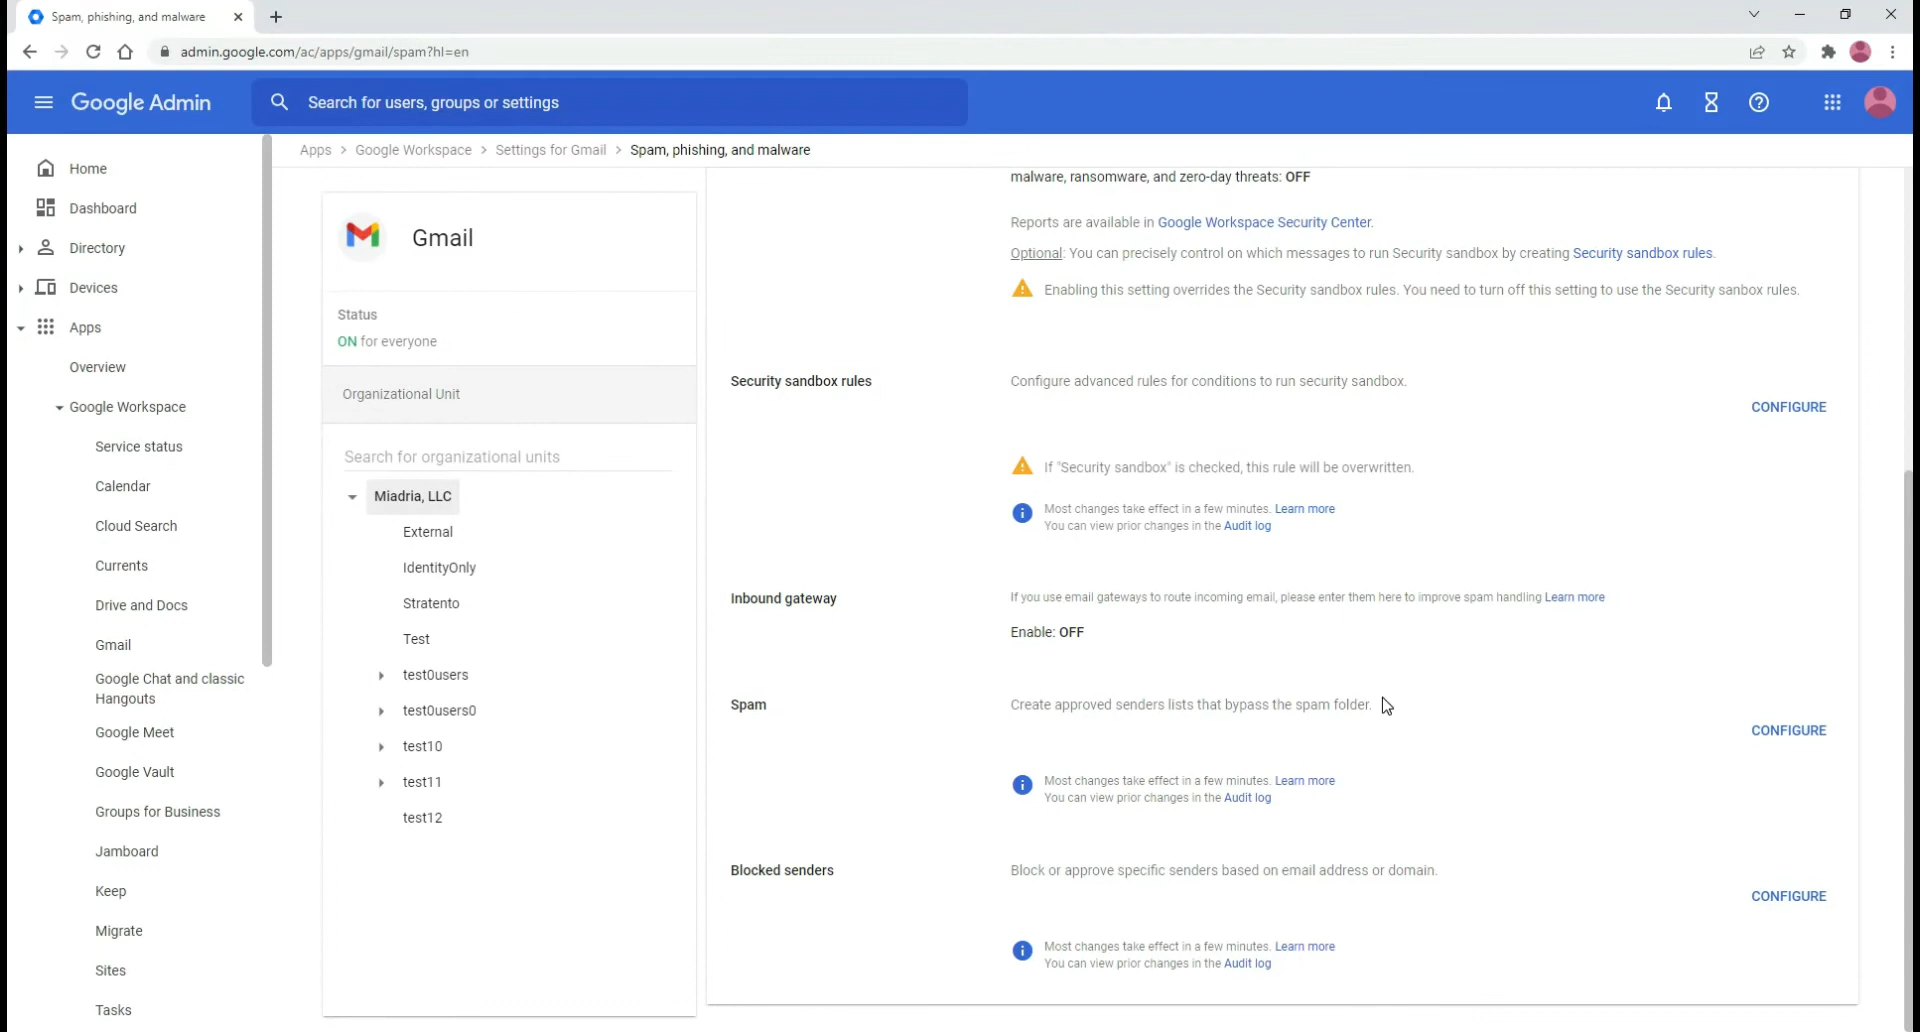 Spam, phishing, and malware
admin.google.com/ac/apps/gmail/spam?hl=en
Google Admin
Search for users, groups or settings
Home
Dashboard
Directory
Devices
Apps
Overview
Google Workspace
Service status
Calendar
Cloud Search
Currents
Drive and Docs
Gmail
Google Chat and classic
Hangouts
Google Meet
Google Vault
Groups for Business
Jamboard
Keep
Migrate
Sites
Tasks
Apps > Google Workspace > Settings for Gmail > Spam, phishing, and malware
Gmail
Status
ON for everyone
Organizational Unit
Search for organizational units
Miadria, LLC
External
IdentityOnly
Stratento
Test
test0users
test0users0
test10
test11
test12
malware, ransomware, and zero-day threats: OFF
Reports are available in Google Workspace Security Center.
Optional: You can precisely control on which messages to run Security sandbox by creating Security sandbox rules.
Enabling this setting overrides the Security sandbox rules. You need to turn off this setting to use the Security sanbox rules.
Security sandbox rules
Configure advanced rules for conditions to run security sandbox.
CONFIGURE
If "Security sandbox" is checked, this rule will be overwritten.
Most changes take effect in a few minutes. Learn more
You can view prior changes in the Audit log
Inbound gateway
If you use email gateways to route incoming email, please enter them here to improve spam handling Learn more
Enable: OFF
Spam
Create approved senders lists that bypass the spam folder.
CONFIGURE
Most changes take effect in a few minutes. Learn more
You can view prior changes in the Audit log
Blocked senders
Block or approve specific senders based on email address or domain.
CONFIGURE
Most changes take effect in a few minutes. Learn more
You can view prior changes in the Audit log